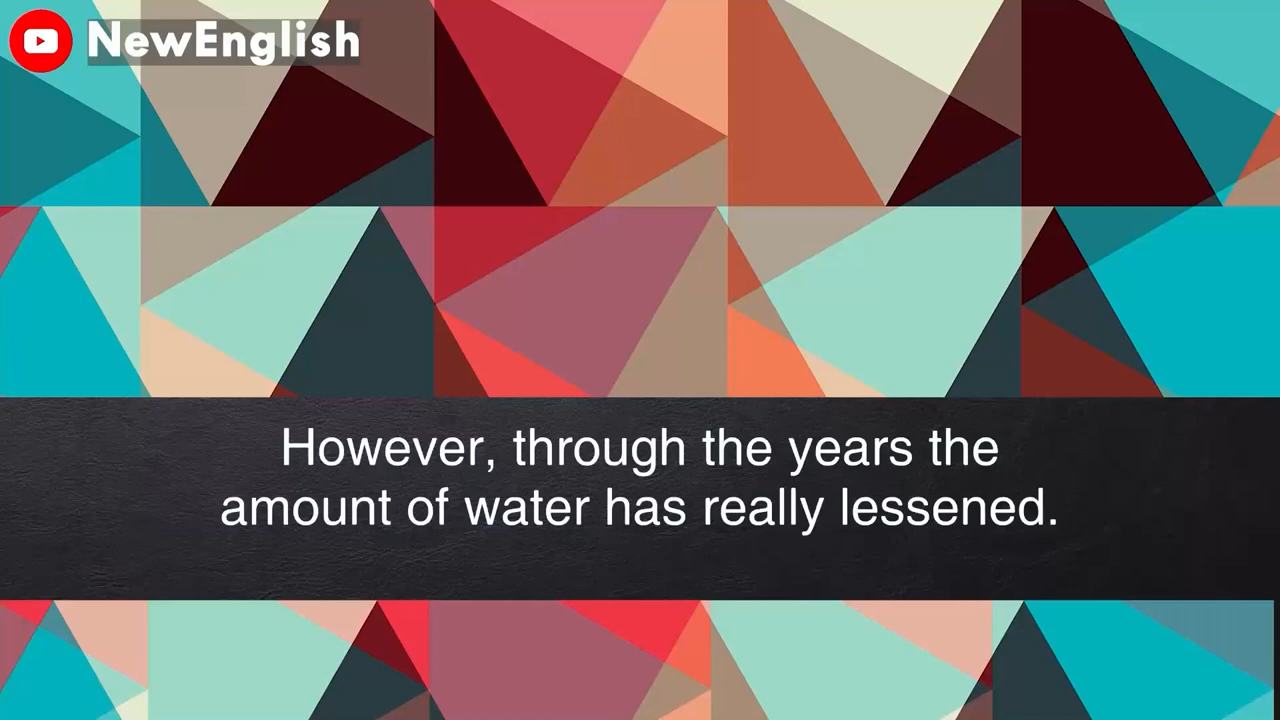 NewEnglish
However, through the years the
amount of water has really lessened.